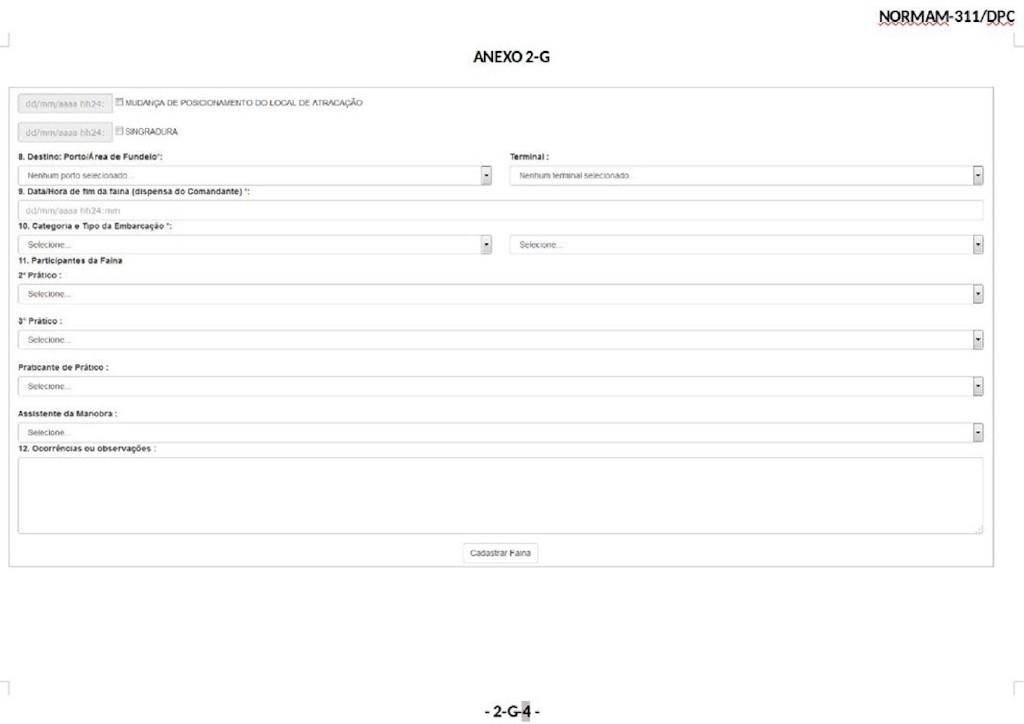 NORMAM-311/DPC
ANEXO 2-G
dd/mm/aaaa hh24: MUDANÇA DE POSICIONAMENTO DO LOCAL DE ATRACAÇÃO
dd/mm/aaaa hh24: SINGRADURA
8. Destino: Porto/Área de Fundeio*: Terminal :
Nenhum porto selecionado... Nenhum terminal selecionado...
9. Data/Hora de fim da faina (dispensa do Comandante) *:
dd/mm/aaaa hh24:mm
10. Categoria e Tipo da Embarcação *:
Selecione... Selecione...
11. Participantes da Faina
2º Prático :
Selecione...
3º Prático :
Selecione...
Praticante de Prático :
Selecione...
Assistente da Manobra :
Selecione...
12. Ocorrências ou observações :
Cadastrar Faina
- 2-G-4 -